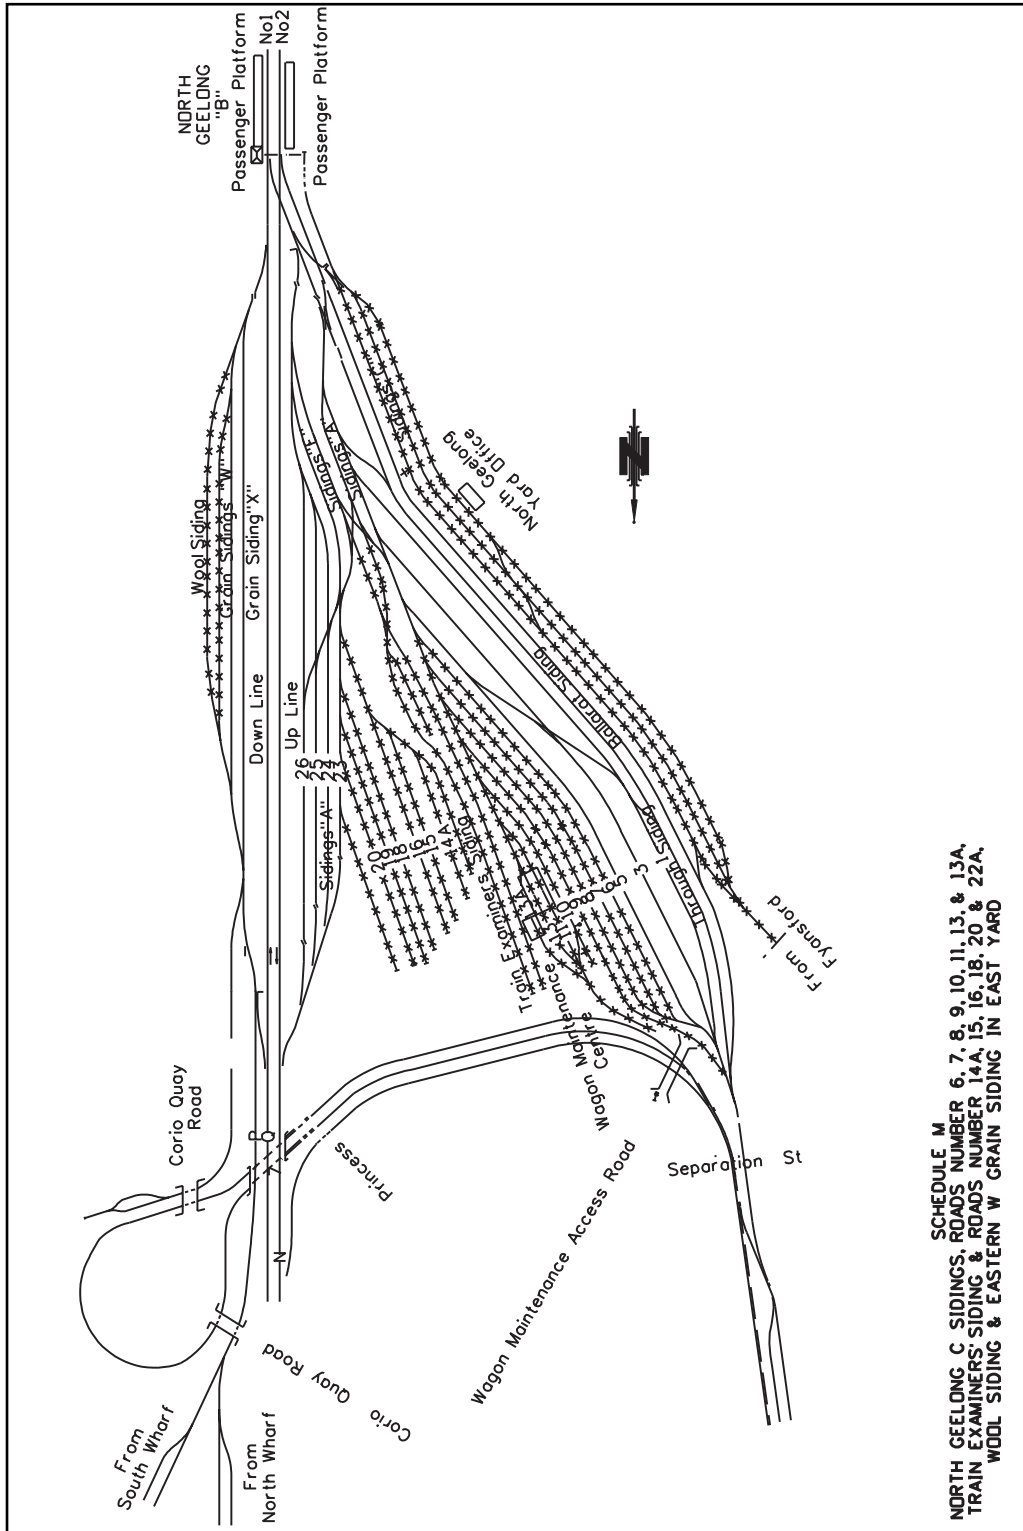 NORTH
GEELONG
"B"
Passenger Platform
No1
No2
Passenger Platform
Wool Siding
Grain Sidings "W"
Grain Siding "X"
Down Line
Up Line
Sidings "F"
Sidings "A"
Sidings "C"
North Geelong
Yard Office
N
26
25
24
23
Sidings "A"
20
19
18
16
15
14A
Train Examiners Siding
13A
13
11
10
9
8
7
6
5
3
Ballarat Siding
Through 1 Siding
From
Fyansford
Wagon Maintenance
Centre
Corio Quay
Road
P
Q
N
Princess
Separation St
Wagon Maintenance Access Road
Corio Quay Road
From
South Wharf
From
North Wharf
SCHEDULE M
NORTH GEELONG C SIDINGS, ROADS NUMBER 6, 7, 8, 9, 10, 11, 13, & 13A,
TRAIN EXAMINERS' SIDING & ROADS NUMBER 14A, 15, 16, 18, 20 & 22A,
WOOL SIDING & EASTERN W GRAIN SIDING IN EAST YARD